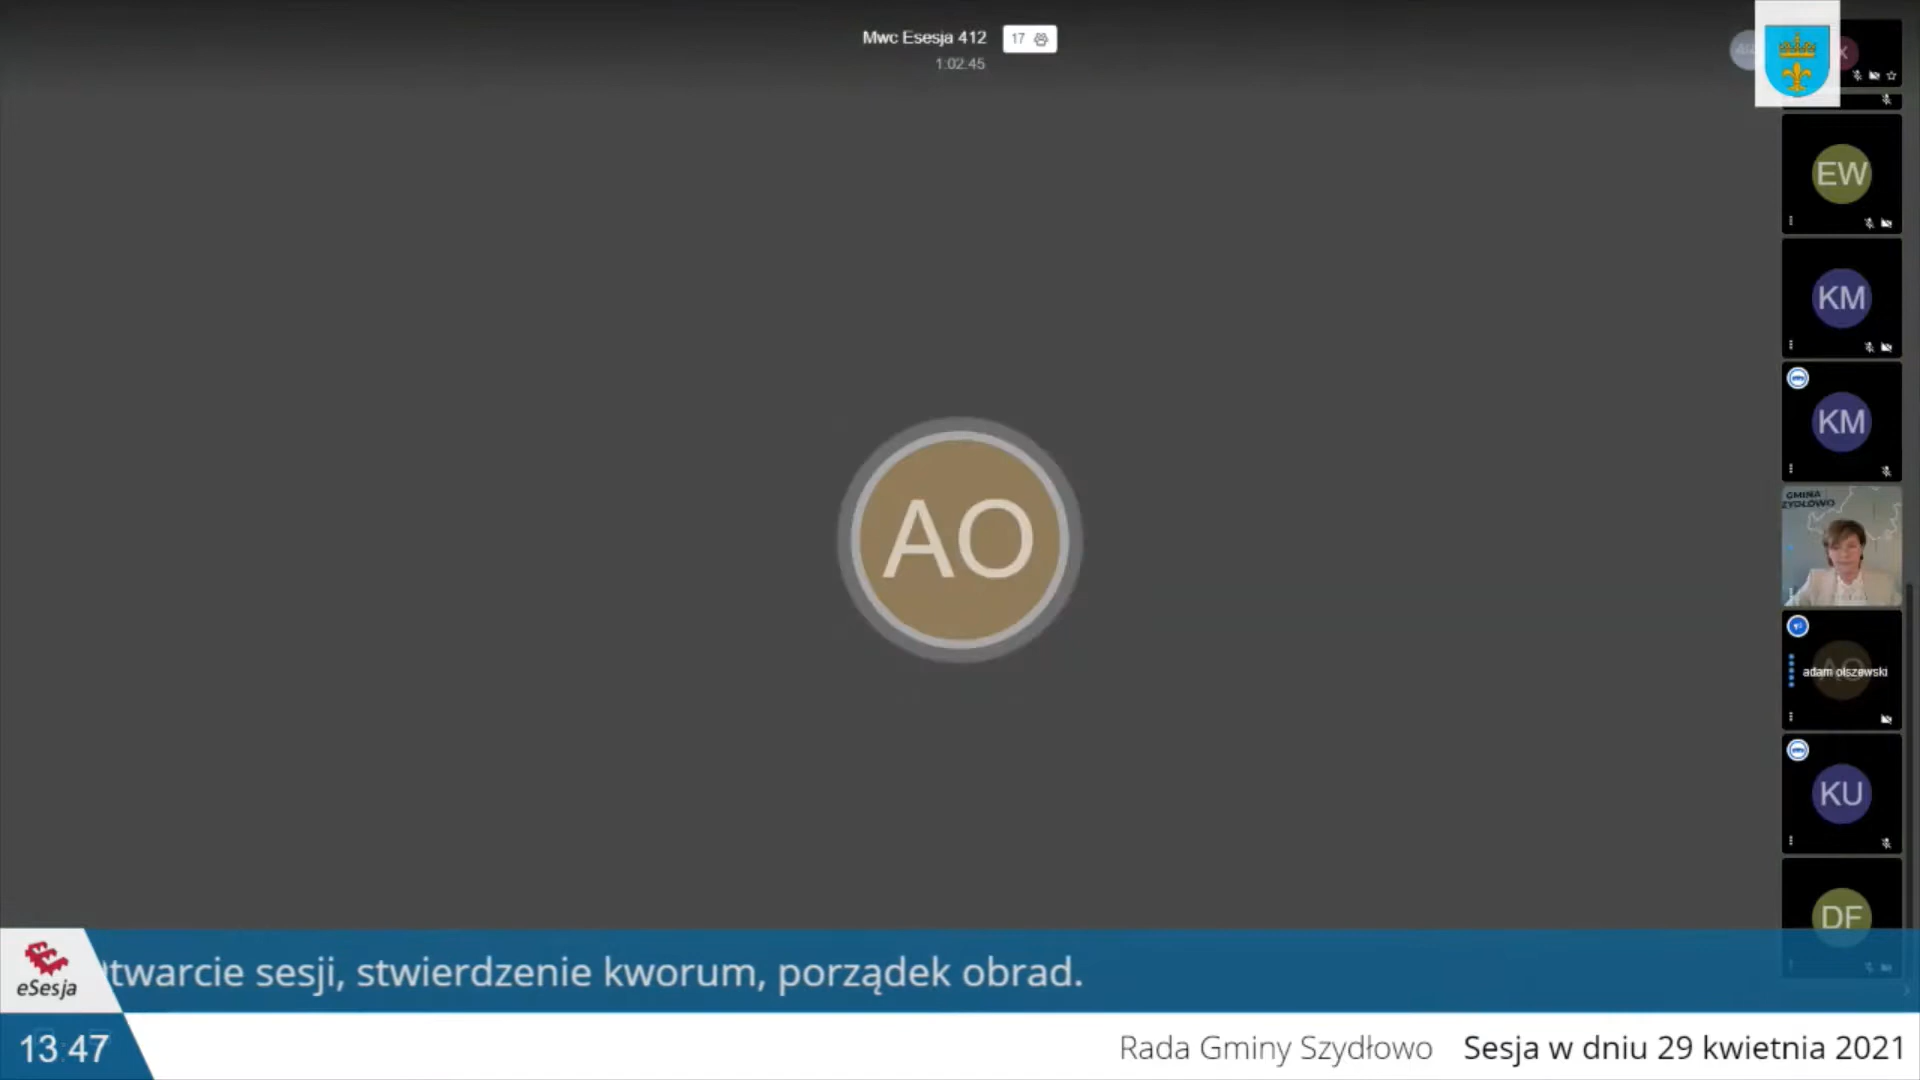 Mwc Esesja 412
17
1:02:45
EW
KM
KM
GMINA
ZYDŁOWO
AO
adam olszewski
KU
DF
twarcie sesji, stwierdzenie kworum, porządek obrad.
eSesja
13:47
Rada Gminy Szydłowo
Sesja w dniu 29 kwietnia 2021